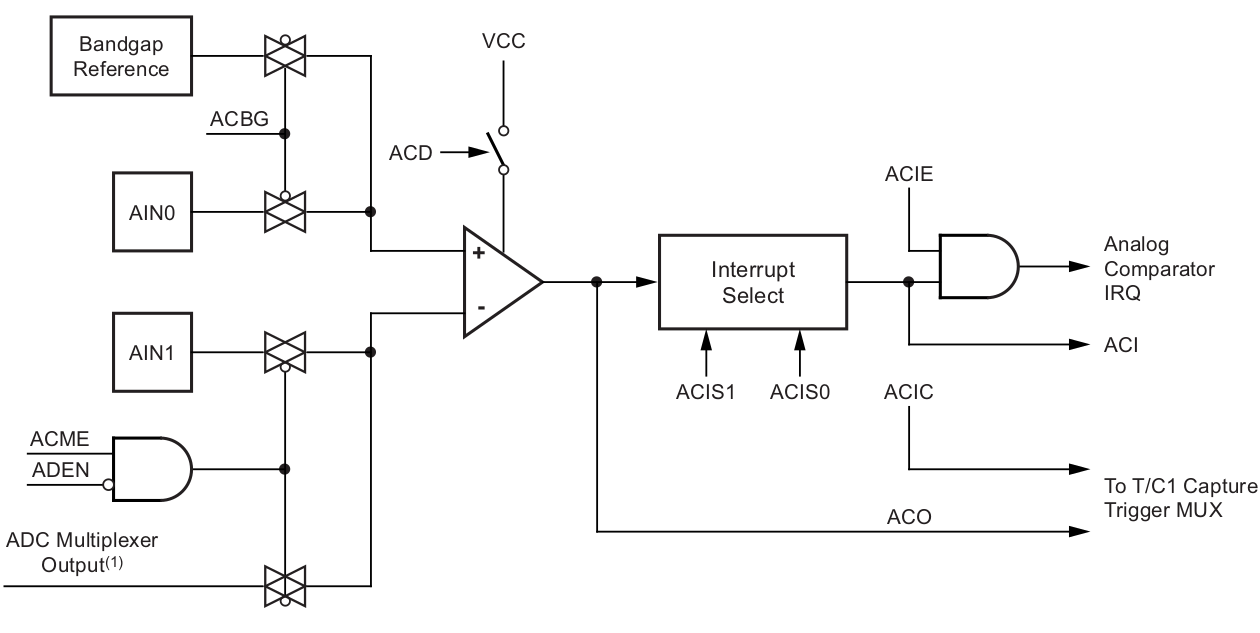 Bandgap
Reference
VCC
ACBG
ACD
ACIE
AIN0
+
Interrupt
Select
Analog
Comparator
IRQ
-
AIN1
ACI
ACIS1
ACIS0
ACIC
ACME
ADEN
To T/C1 Capture
Trigger MUX
ACO
ADC Multiplexer
Output(1)